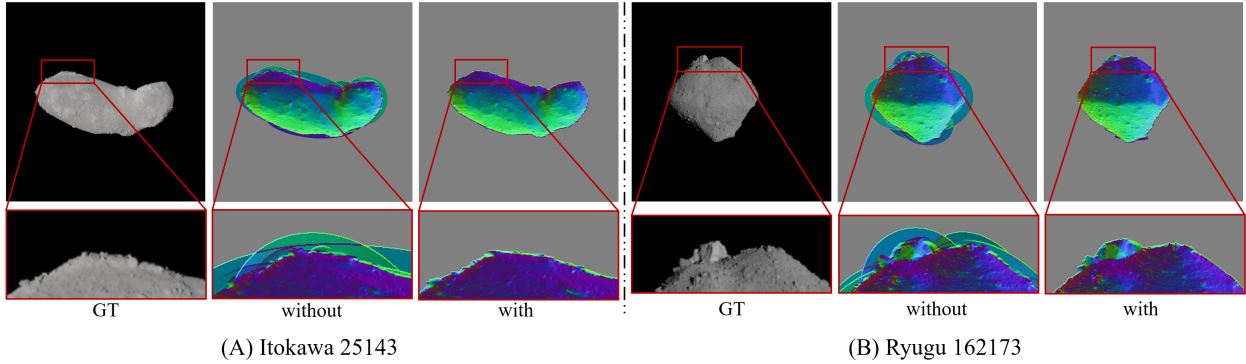 GT
without
with
GT
without
with
(A) Itokawa 25143
(B) Ryugu 162173